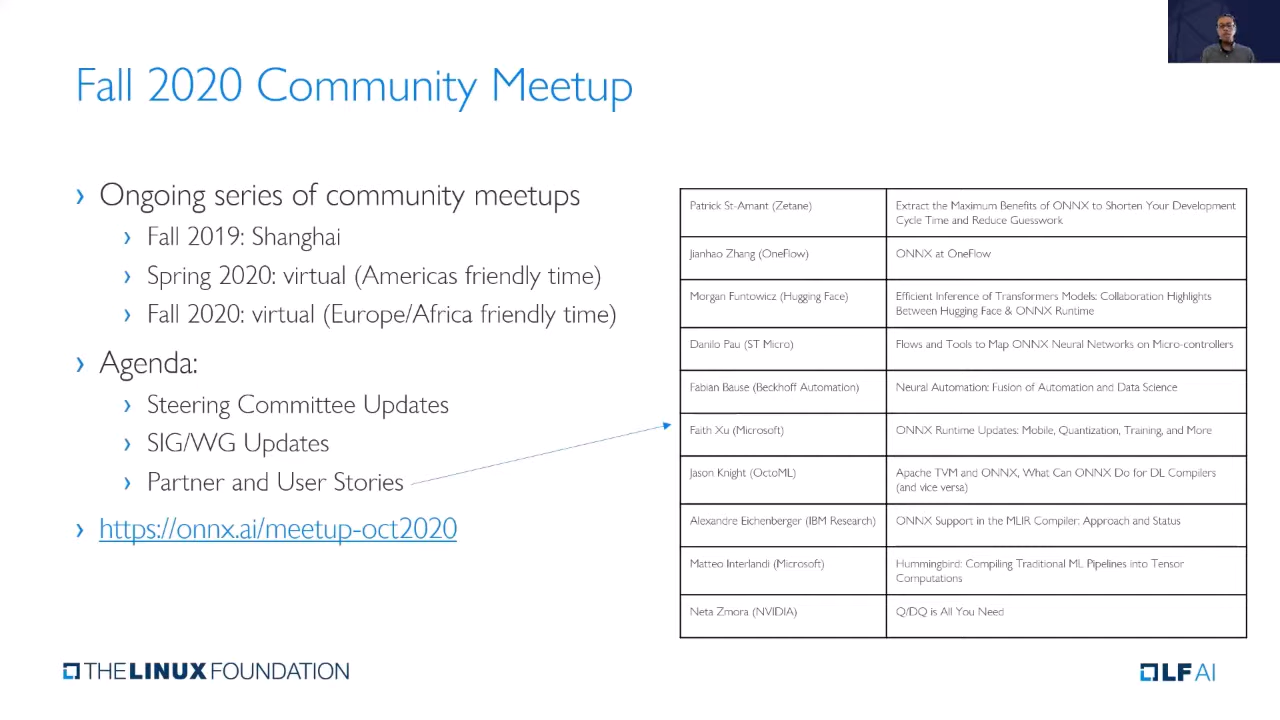 Fall 2020 Community Meetup
› Ongoing series of community meetups
› Fall 2019: Shanghai
› Spring 2020: virtual (Americas friendly time)
› Fall 2020: virtual (Europe/Africa friendly time)
› Agenda:
› Steering Committee Updates
› SIG/WG Updates
› Partner and User Stories
› https://onnx.ai/meetup-oct2020
Patrick St-Amant (Zetane)
Extract the Maximum Benefits of ONNX to Shorten Your Development
Cycle Time and Reduce Guesswork
Jianhao Zhang (OneFlow)
ONNX at OneFlow
Morgan Funtowicz (Hugging Face)
Efficient Inference of Transformers Models: Collaboration Highlights
Between Hugging Face & ONNX Runtime
Danilo Pau (ST Micro)
Flows and Tools to Map ONNX Neural Networks on Micro-controllers
Fabian Bause (Beckhoff Automation)
Neural Automation: Fusion of Automation and Data Science
Faith Xu (Microsoft)
ONNX Runtime Updates: Mobile, Quantization, Training, and More
Jason Knight (OctoML)
Apache TVM and ONNX, What Can ONNX Do for DL Compilers
(and vice versa)
Alexandre Eichenberger (IBM Research)
ONNX Support in the MLIR Compiler: Approach and Status
Matteo Interlandi (Microsoft)
Hummingbird: Compiling Traditional ML Pipelines into Tensor
Computations
Neta Zmora (NVIDIA)
Q/DQ is All You Need
THE LINUX FOUNDATION
LF AI